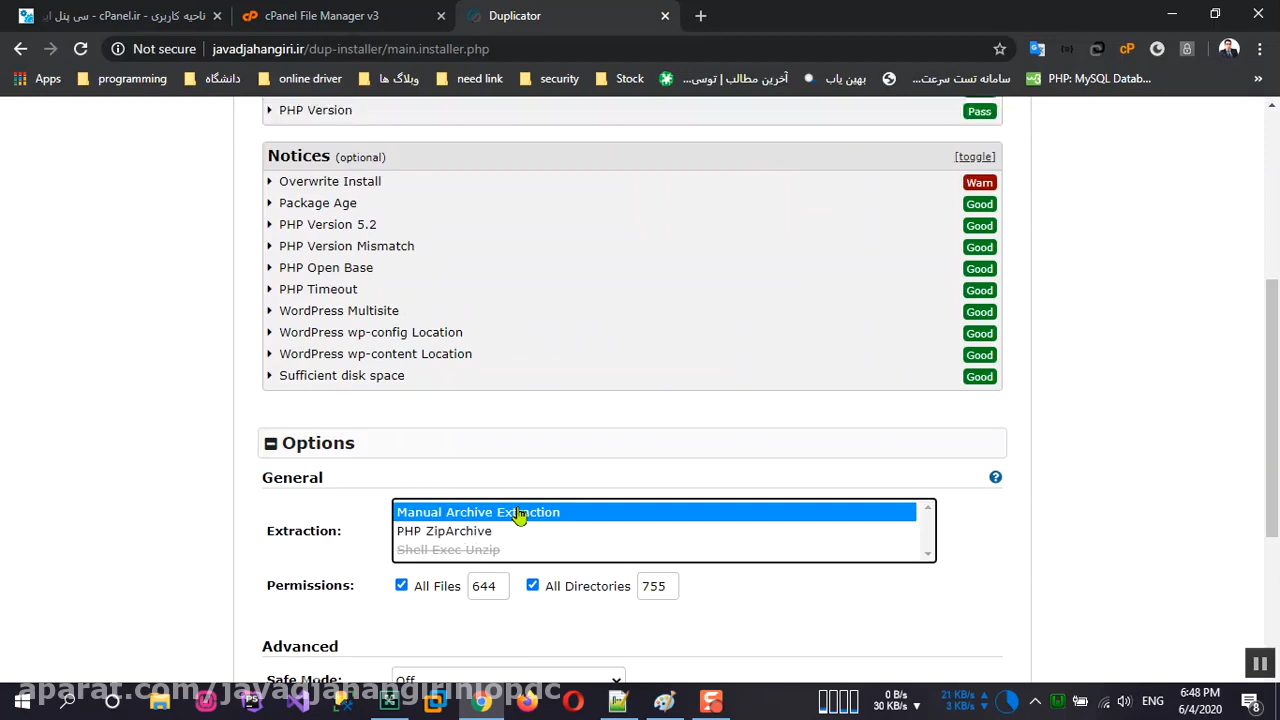 ناحیه کاربری - cPanel.ir - سی پنل ایر
cPanel File Manager v3
Duplicator
Not secure
javadjahangiri.ir/dup-installer/main.installer.php
Apps
programming
دانشگاه
online driver
وبلاگ ها
need link
security
Stock
آخرین مطالب | توسی...
بهین یاب
سامانه تست سرعت...
PHP: MySQL Datab...
PHP Version
Pass
Notices (optional)
[toggle]
Overwrite Install
Warn
Package Age
Good
PHP Version 5.2
Good
PHP Version Mismatch
Good
PHP Open Base
Good
PHP Timeout
Good
WordPress Multisite
Good
WordPress wp-config Location
Good
WordPress wp-content Location
Good
Sufficient disk space
Good
Options
General
Extraction:
Manual Archive Extraction
PHP ZipArchive
Shell Exec Unzip
Permissions:
All Files
644
All Directories
755
Advanced
Safe Mode:
Off
aparat.com/javadjahangiriniopdc
0 B/s
30 KB/s
21 KB/s
3 KB/s
ENG
6:48 PM
6/4/2020
8